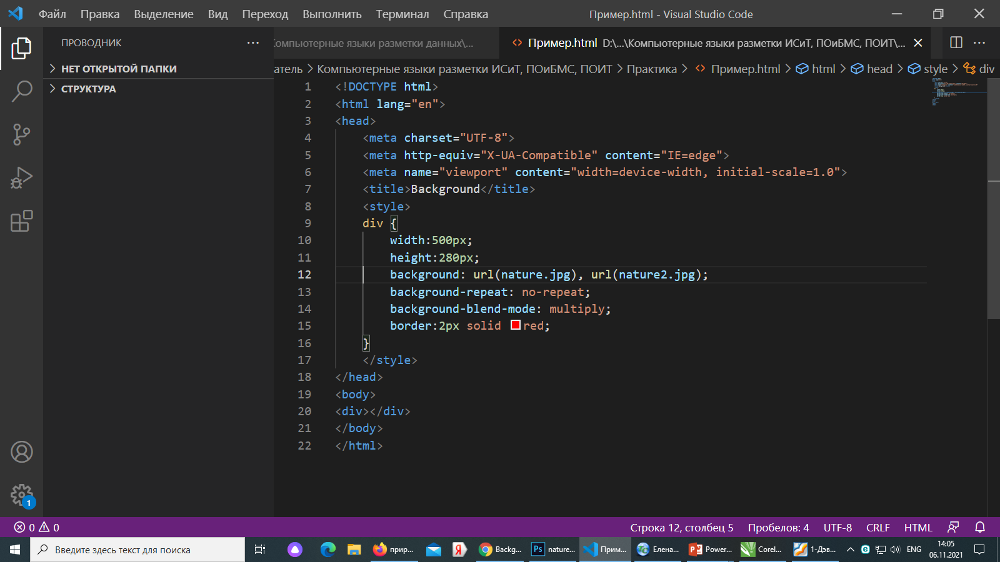 Файл Правка Выделение Вид Переход Выполнить Терминал Справка Пример.html - Visual Studio Code
ПРОВОДНИК
омпьютерные языки разметки данных\...
Пример.html D:\...\Компьютерные языки разметки ИСиТ, ПОиБМС, ПОИТ\...
НЕТ ОТКРЫТОЙ ПАПКИ
СТРУКТУРА
атель > Компьютерные языки разметки ИСиТ, ПОиБМС, ПОИТ > Практика > Пример.html > html > head > style > div
1 <!DOCTYPE html>
2 <html lang="en">
3 <head>
4 <meta charset="UTF-8">
5 <meta http-equiv="X-UA-Compatible" content="IE=edge">
6 <meta name="viewport" content="width=device-width, initial-scale=1.0">
7 <title>Background</title>
8 <style>
9 div {
10 width:500px;
11 height:280px;
12 background: url(nature.jpg), url(nature2.jpg);
13 background-repeat: no-repeat;
14 background-blend-mode: multiply;
15 border:2px solid red;
16 }
17 </style>
18 </head>
19 <body>
20 <div></div>
21 </body>
22 </html>
1
0 0 Строка 12, столбец 5 Пробелов: 4 UTF-8 CRLF HTML
Введите здесь текст для поиска
прир... Я Backg... Ps nature... Прим... Елена... Power... Corel... 1-Дэв... ENG
14:05
06.11.2021